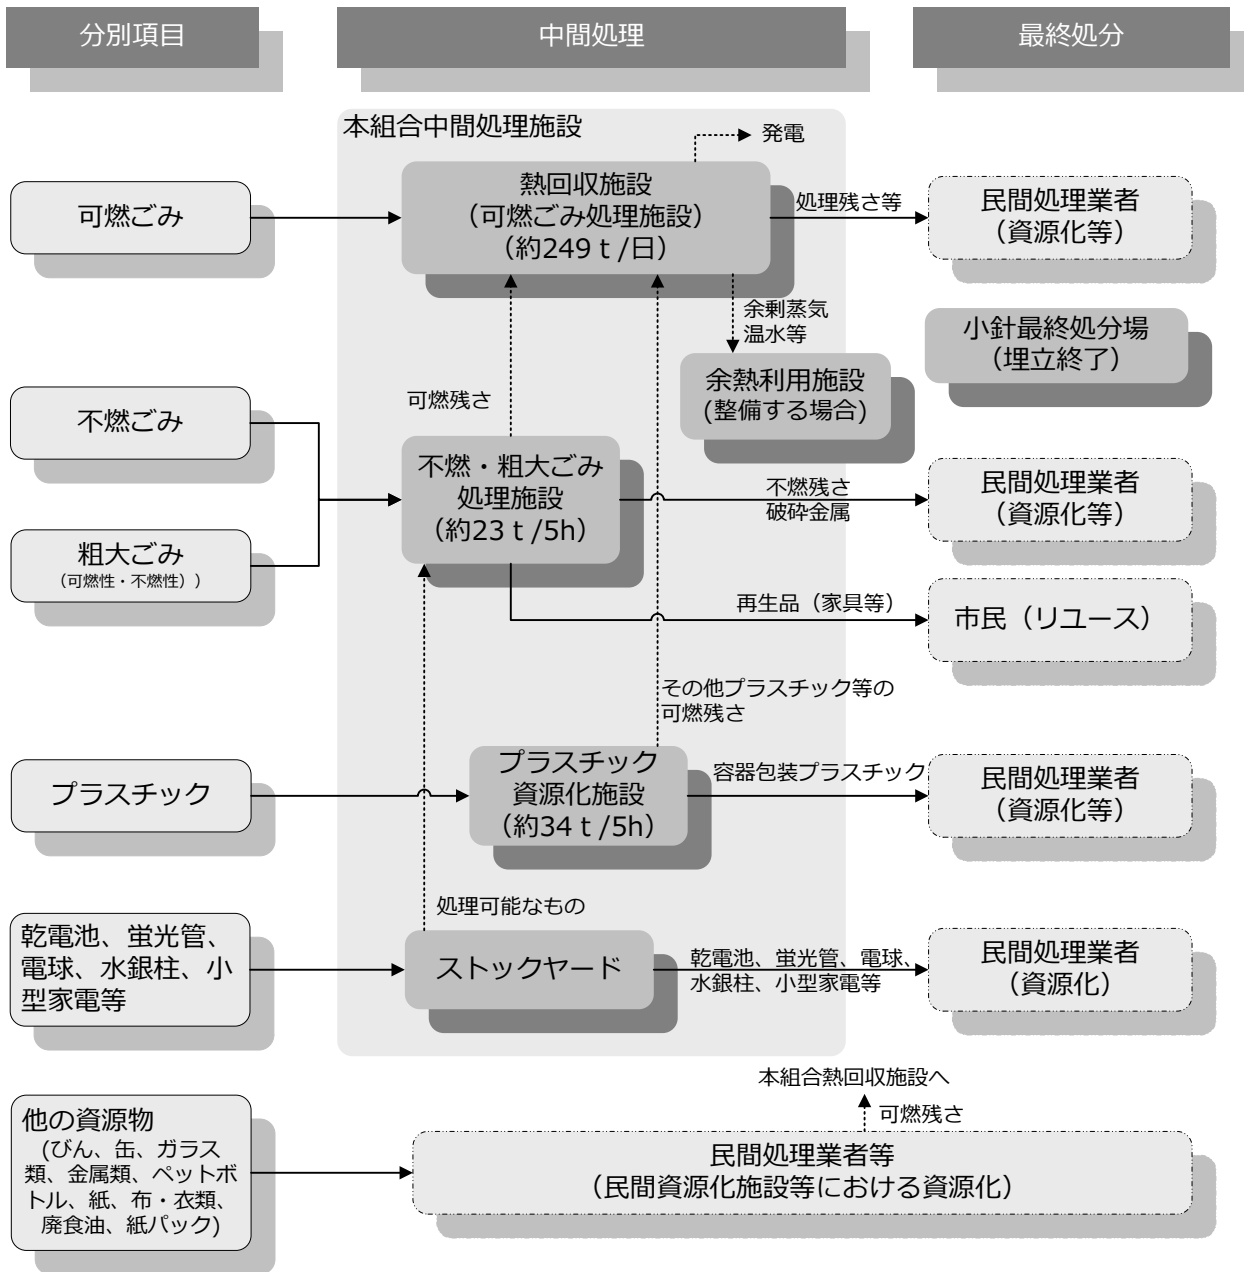 分別項目
中間処理
最終処分
本組合中間処理施設
発電
可燃ごみ
熱回収施設
（可燃ごみ処理施設）
（約249ｔ/日）
処理残さ等
民間処理業者
（資源化等）
余剰蒸気
温水等
小針最終処分場
（埋立終了）
余熱利用施設
(整備する場合)
可燃残さ
不燃ごみ
不燃・粗大ごみ
処理施設
（約23ｔ/5h）
不燃残さ
破砕金属
民間処理業者
（資源化等）
粗大ごみ
（可燃性・不燃性））
再生品（家具等）
市民（リユース）
その他プラスチック等の
可燃残さ
プラスチック
プラスチック
資源化施設
（約34ｔ/5h）
容器包装プラスチック
民間処理業者
（資源化等）
処理可能なもの
乾電池、蛍光管、
電球、水銀柱、小
型家電等
ストックヤード
乾電池、蛍光管、電球、
水銀柱、小型家電等
民間処理業者
（資源化）
本組合熱回収施設へ
可燃残さ
他の資源物
(びん、缶、ガラス
類、金属類、ペットボ
トル、紙、布・衣類、
廃食油、紙パック)
民間処理業者等
（民間資源化施設等における資源化）